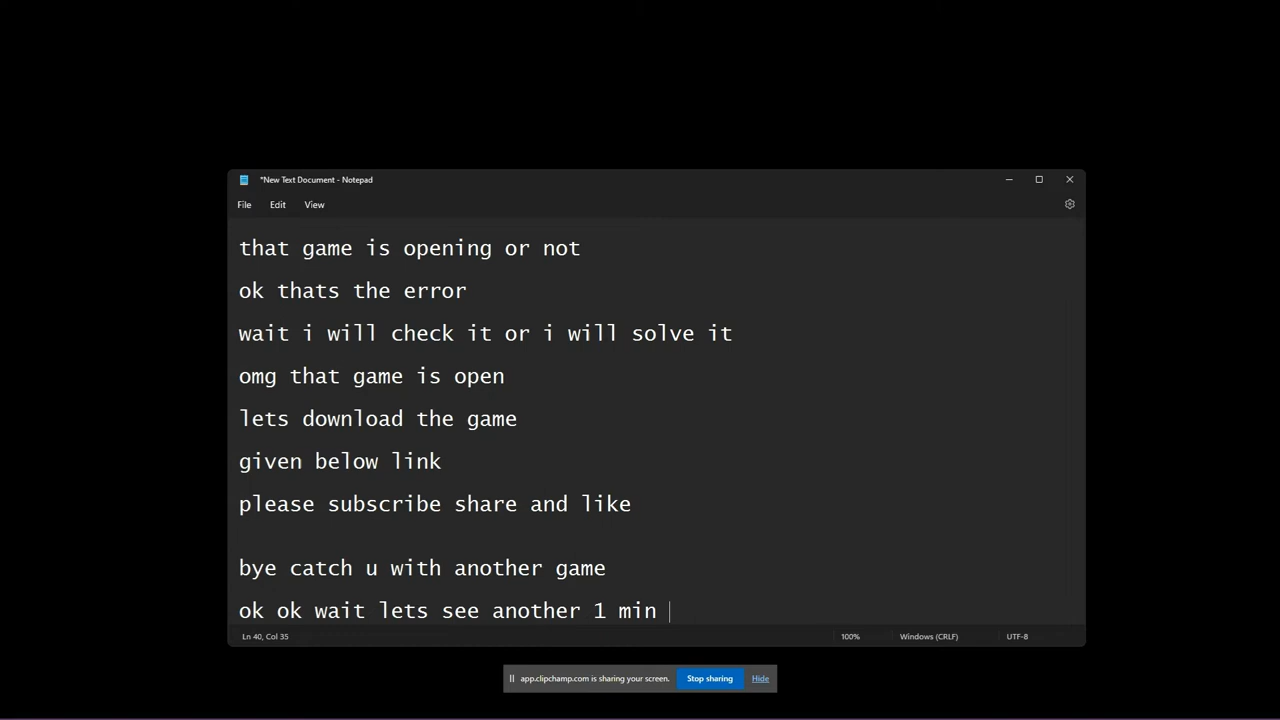 *New Text Document - Notepad
File Edit View
that game is opening or not
ok thats the error
wait i will check it or i will solve it
omg that game is open
lets download the game
given below link
please subscribe share and like
bye catch u with another game
ok ok wait lets see another 1 min
Ln 40, Col 35 100% Windows (CRLF) UTF-8
app.clipchamp.com is sharing your screen. Stop sharing Hide